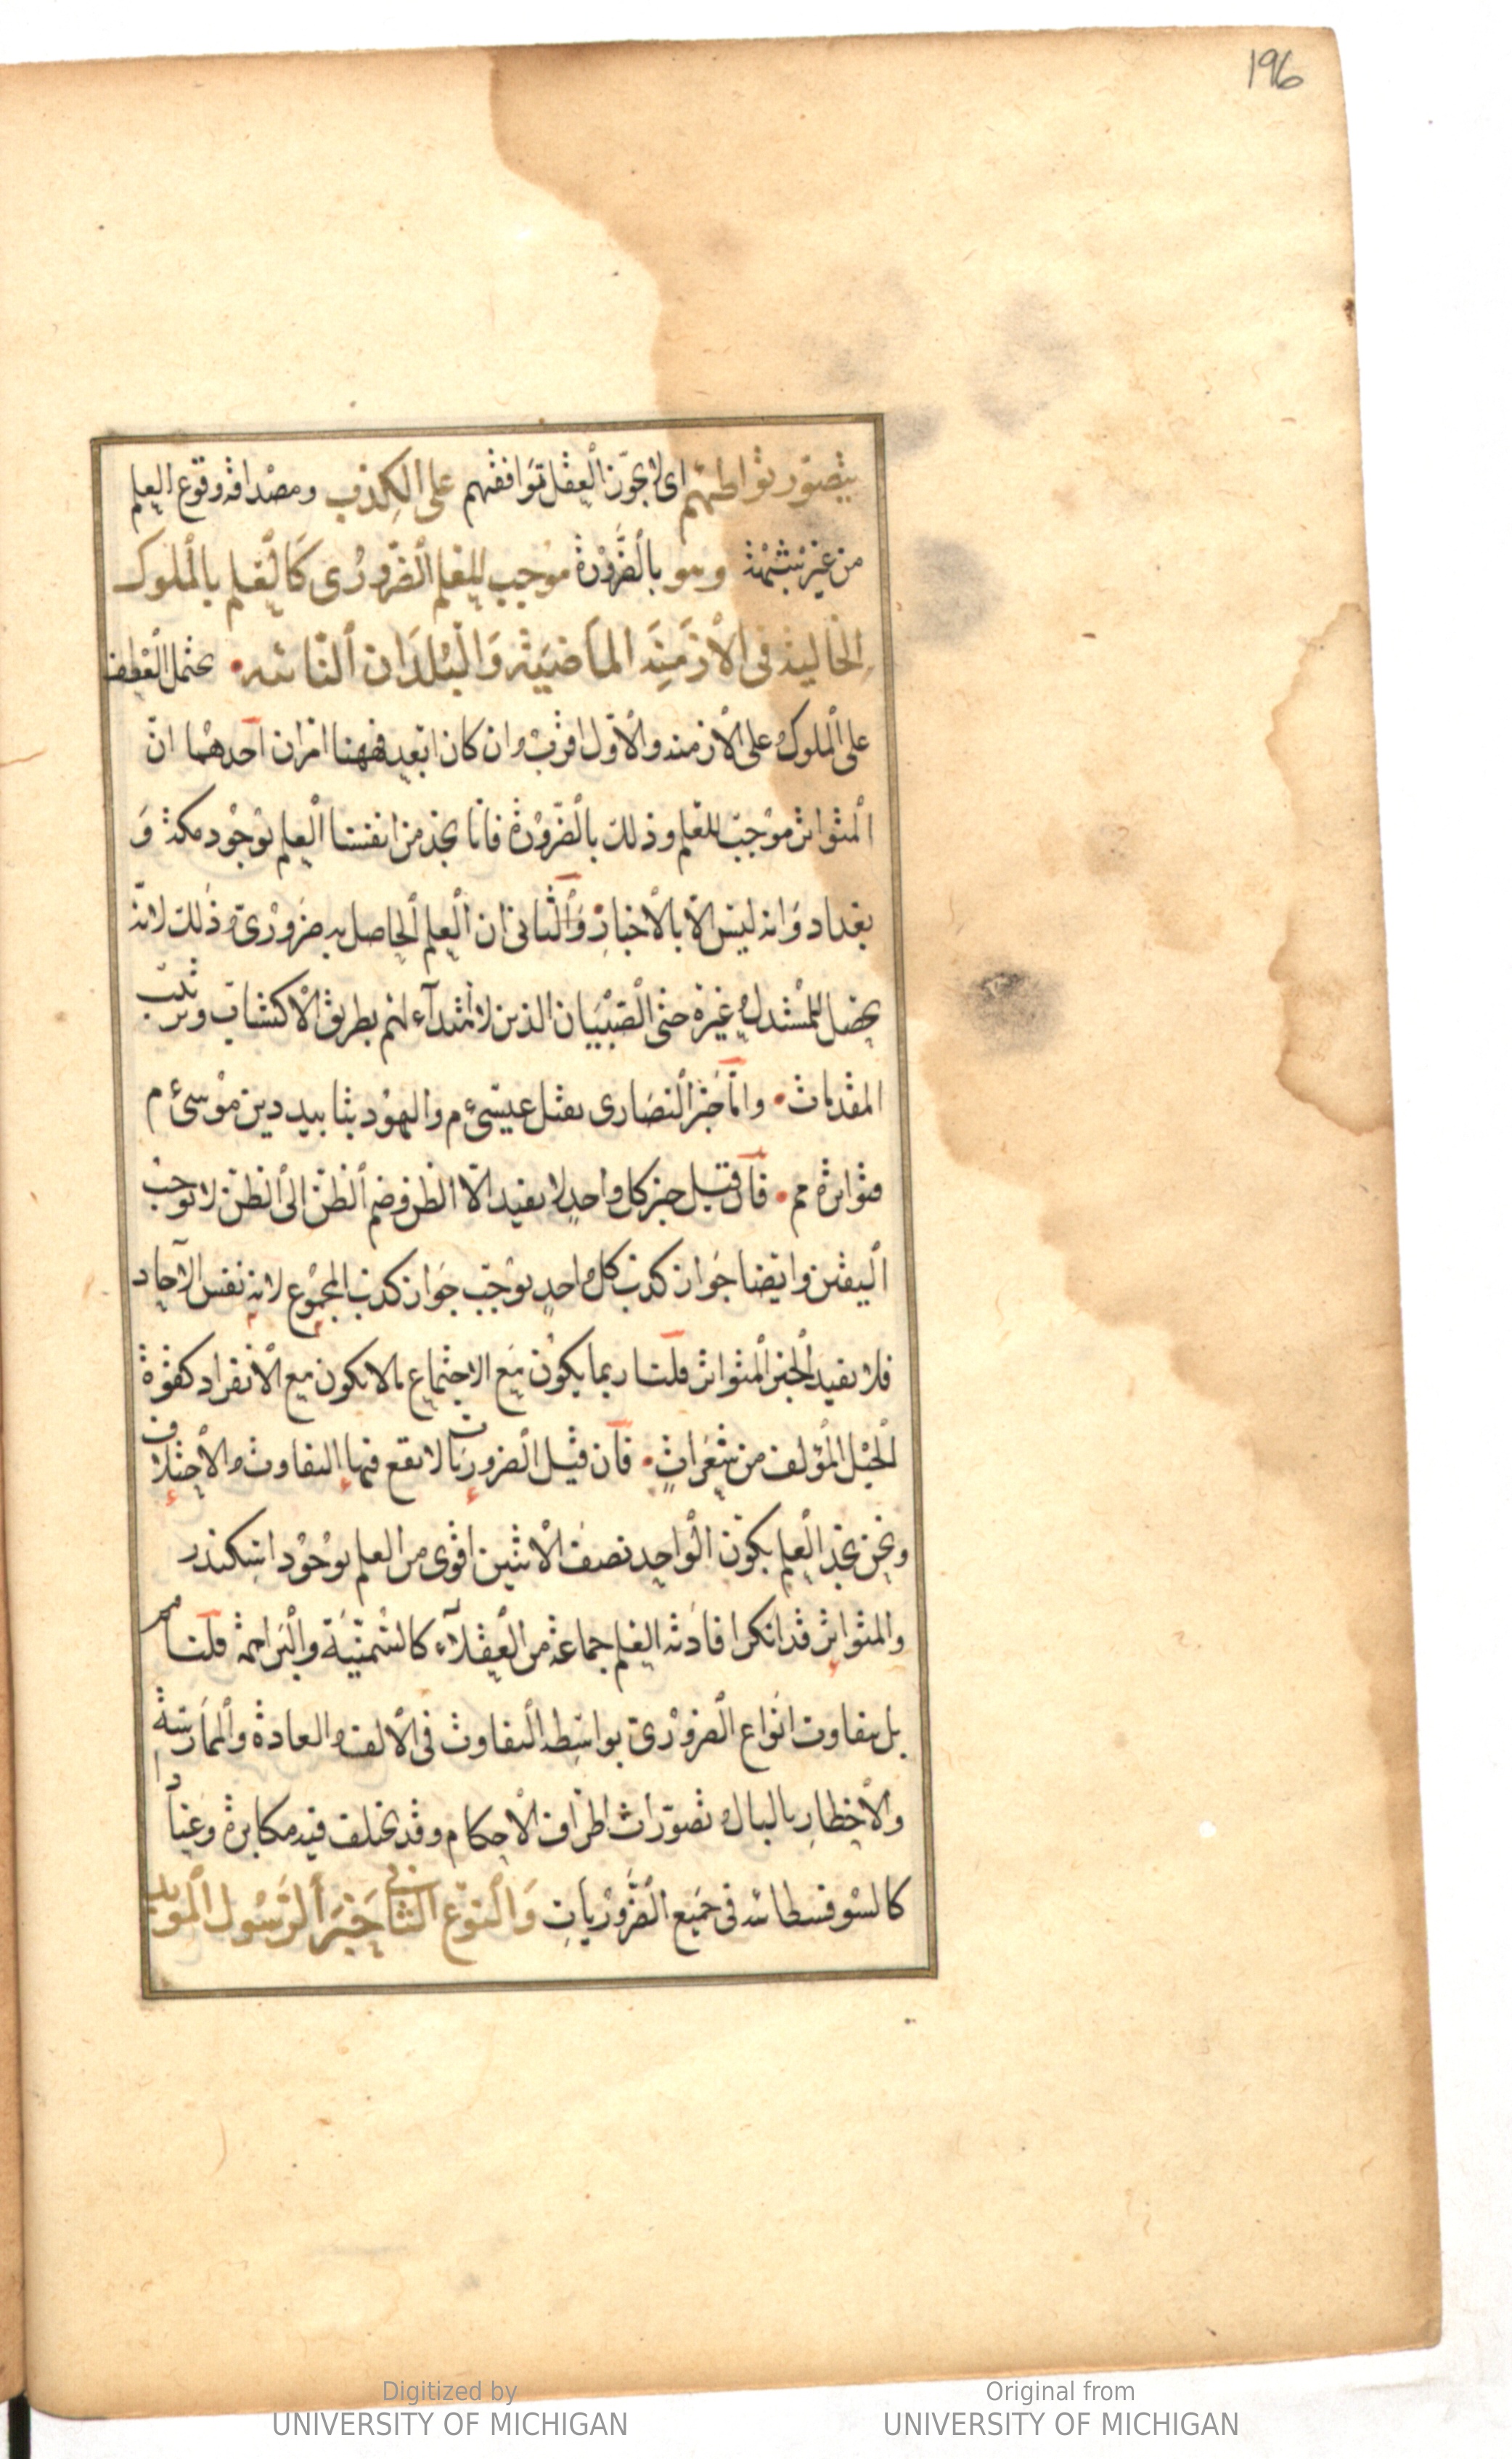 196
يتصور تواطئهم اى لا يجوز العقل توافقهم على الكذب ومصداقه وقوع العلم
من غير شبهة وهو بالضرورة موجب للعلم الضرورى كالعلم بالملوك
الخالية فى الازمنة الماضية والبلدان النائية يحتمل العطف
على الملوك وعلى الازمنة والاول اقرب وان كان ابعد فههنا امران احدهما ان
المتواتر موجب للعلم وذلك بالضرورة فانا نجد من انفسنا العلم بوجود مكة و
بغداد وانه ليس الا بالاخبار والثانى ان العلم الحاصل به ضرورى وذلك لانه
يحصل للمستدل وغيره حتى الصبيان الذين لا اهتداء لهم بطريق الاكتساب وترتيب
المقدمات واما خبر النصارى بقتل عيسى ءم واليهود بتابيد دين موسى ءم
فتواتره مم فان قيل خبر كل واحد لا يفيد الا الظن وضم الظن الى الظن لا يوجب
اليقين وايضا جواز كذب كل واحد يوجب جواز كذب المجموع لانه نفس الآحاد
فلا يفيد الخبر المتواتر قلنا ربما يكون مع الاجتماع ما لا يكون مع الانفراد كقوة
الحبل المؤلف من شعرات فان قيل الضروريات لا يقع فيها التفاوت والاختلاف
ونحن نجد العلم بكون الواحد نصف الاثنين اقوى من العلم بوجود اسكندر
والمتواتر قد انكر افادته العلم جماعة من العقلاء كالسمنية والبراهمة قلنا مم
بل يتفاوت انواع الضرورى بواسطة التفاوت فى الالف والعادة والممارسة
والاخطار بالبال وتصورات اطراف الاحكام وقد يختلف فيه مكابرة وعنادا
كالسوفسطائية فى جميع الضروريات والنوع الثانى خبر الرسول المؤيد
Digitized by
UNIVERSITY OF MICHIGAN
Original from
UNIVERSITY OF MICHIGAN